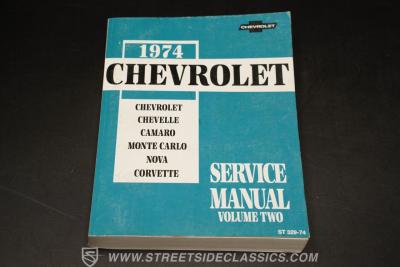 CHEVROLET
1974
CHEVROLET
CHEVROLET
CHEVELLE
CAMARO
MONTE CARLO
NOVA
CORVETTE
SERVICE
MANUAL
VOLUME TWO
ST 329-74
WWW.STREETSIDECLASSICS.COM